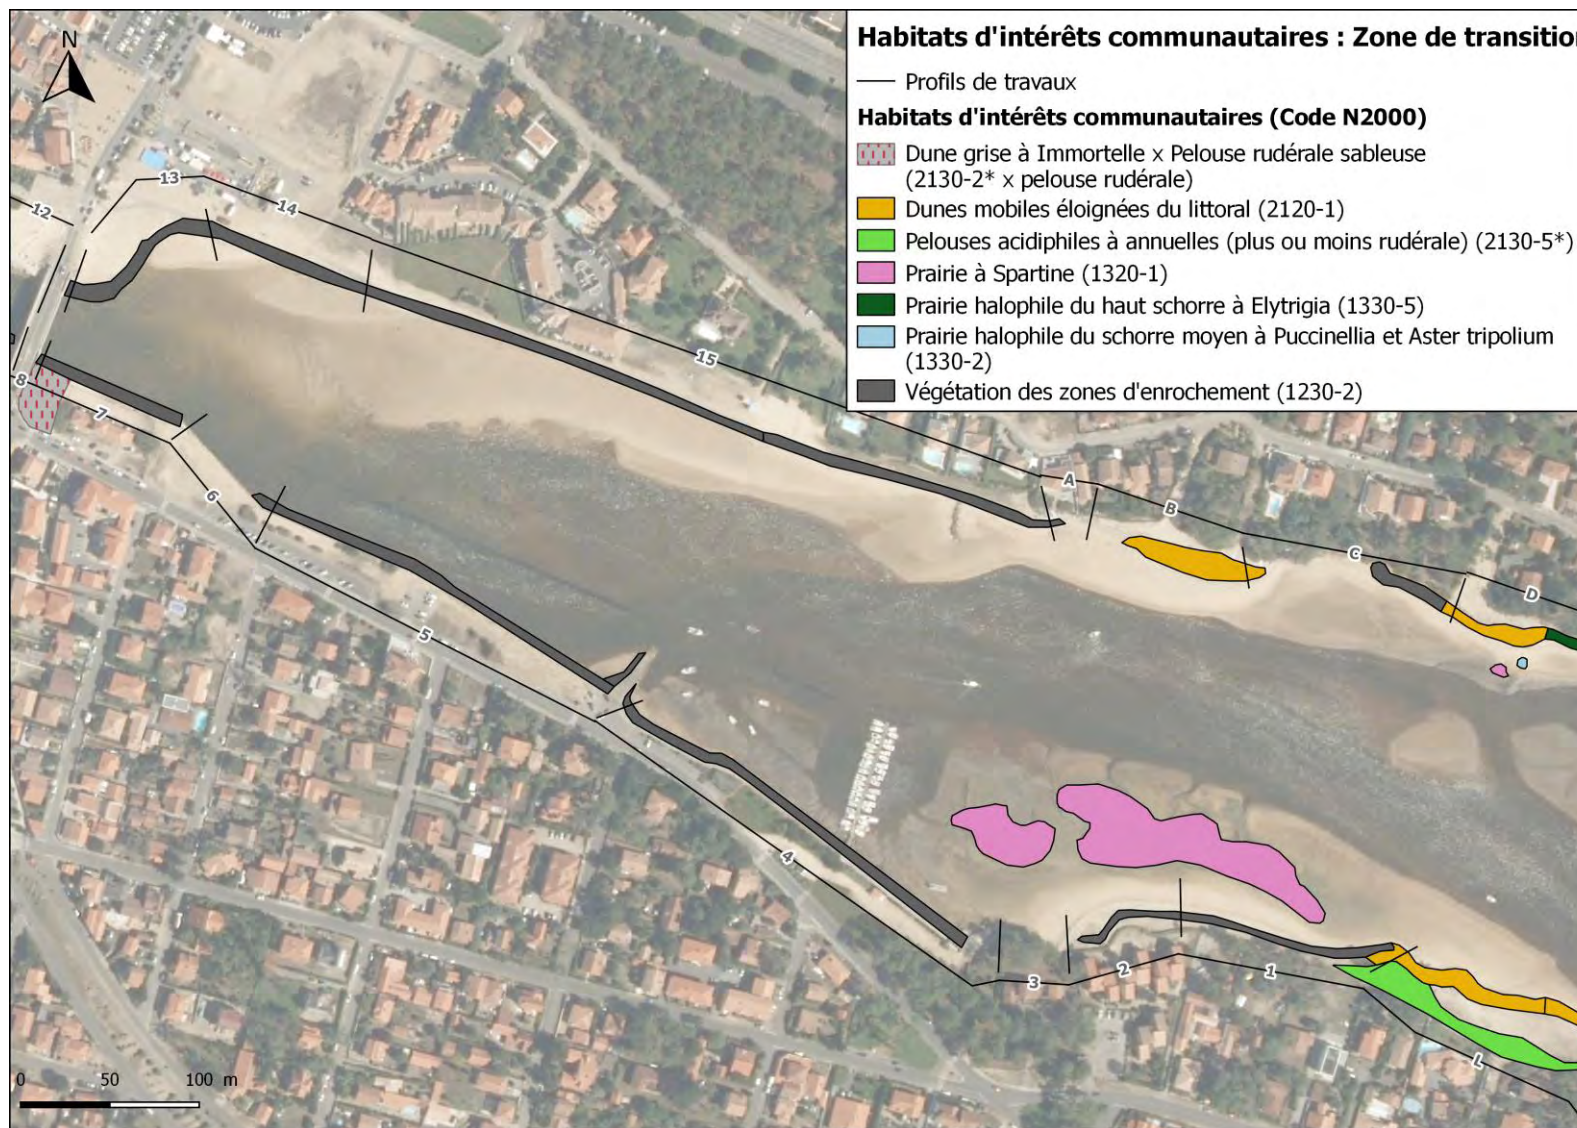 N
Habitats d'intérêts communautaires : Zone de transition
Profils de travaux
Habitats d'intérêts communautaires (Code N2000)
Dune grise à Immortelle x Pelouse rudérale sableuse
(2130-2* x pelouse rudérale)
Dunes mobiles éloignées du littoral (2120-1)
Pelouses acidiphiles à annuelles (plus ou moins rudérale) (2130-5*)
Prairie à Spartine (1320-1)
Prairie halophile du haut schorre à Elytrigia (1330-5)
Prairie halophile du schorre moyen à Puccinellia et Aster tripolium
(1330-2)
Végétation des zones d'enrochement (1230-2)
13
12
14
15
8
7
6
5
4
3
2
1
A
B
C
D
L
0 50 100 m